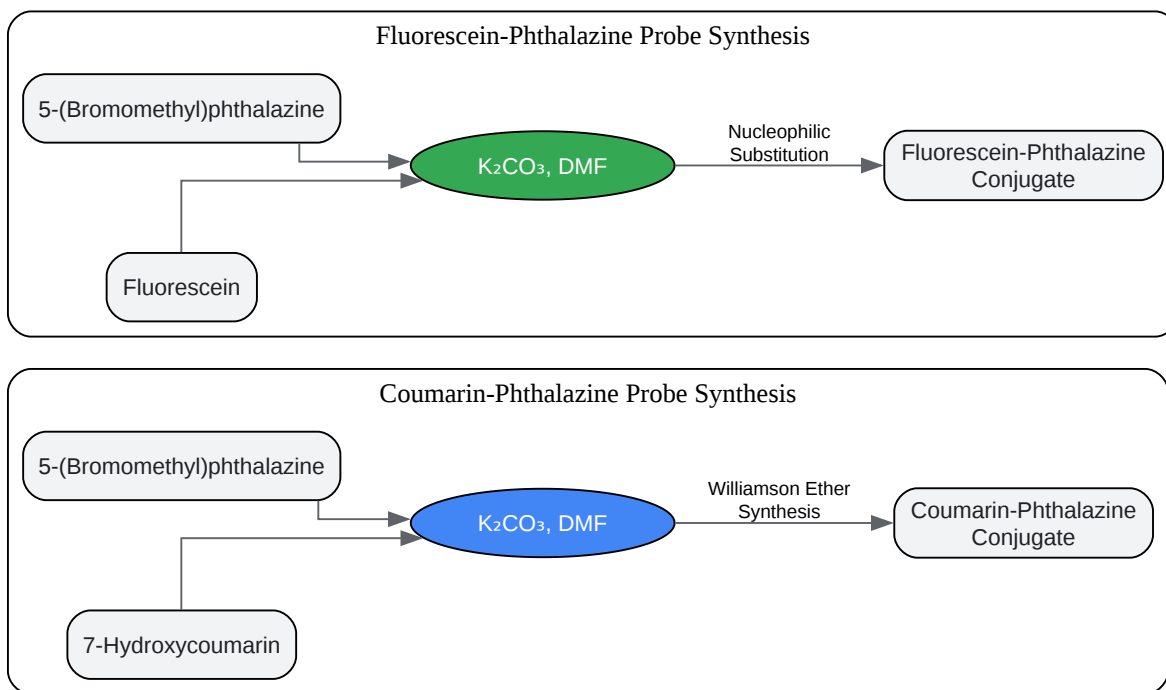 Fluorescein-Phthalazine Probe Synthesis
5-(Bromomethyl)phthalazine
K₂CO₃, DMF
Nucleophilic
Substitution
Fluorescein-Phthalazine
Conjugate
Fluorescein
Coumarin-Phthalazine Probe Synthesis
5-(Bromomethyl)phthalazine
K₂CO₃, DMF
Williamson Ether
Synthesis
Coumarin-Phthalazine
Conjugate
7-Hydroxycoumarin